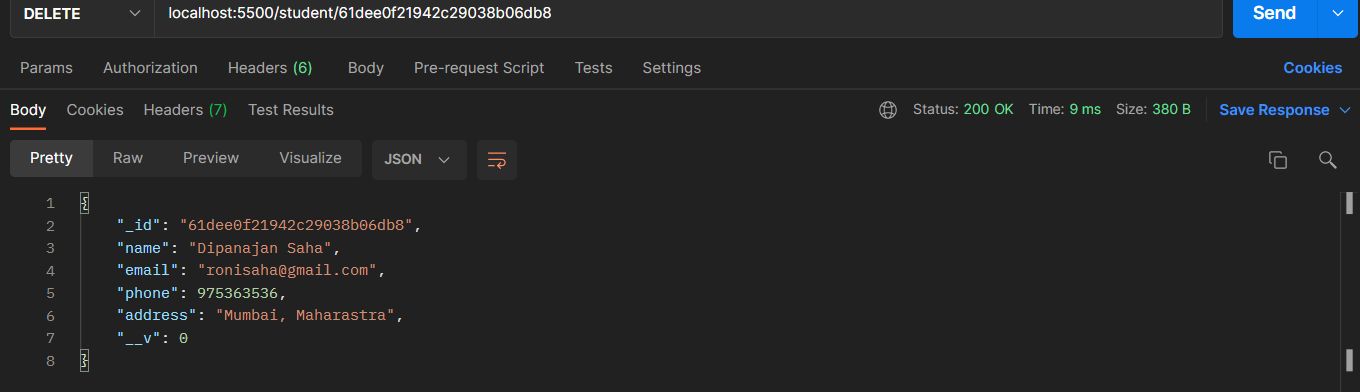 DELETE localhost:5500/student/61dee0f21942c29038b06db8 Send
Params Authorization Headers (6) Body Pre-request Script Tests Settings Cookies
Body Cookies Headers (7) Test Results Status: 200 OK Time: 9 ms Size: 380 B Save Response
Pretty Raw Preview Visualize JSON
1 {
2 "_id": "61dee0f21942c29038b06db8",
3 "name": "Dipanajan Saha",
4 "email": "ronisaha@gmail.com",
5 "phone": 975363536,
6 "address": "Mumbai, Maharastra",
7 "__v": 0
8 }